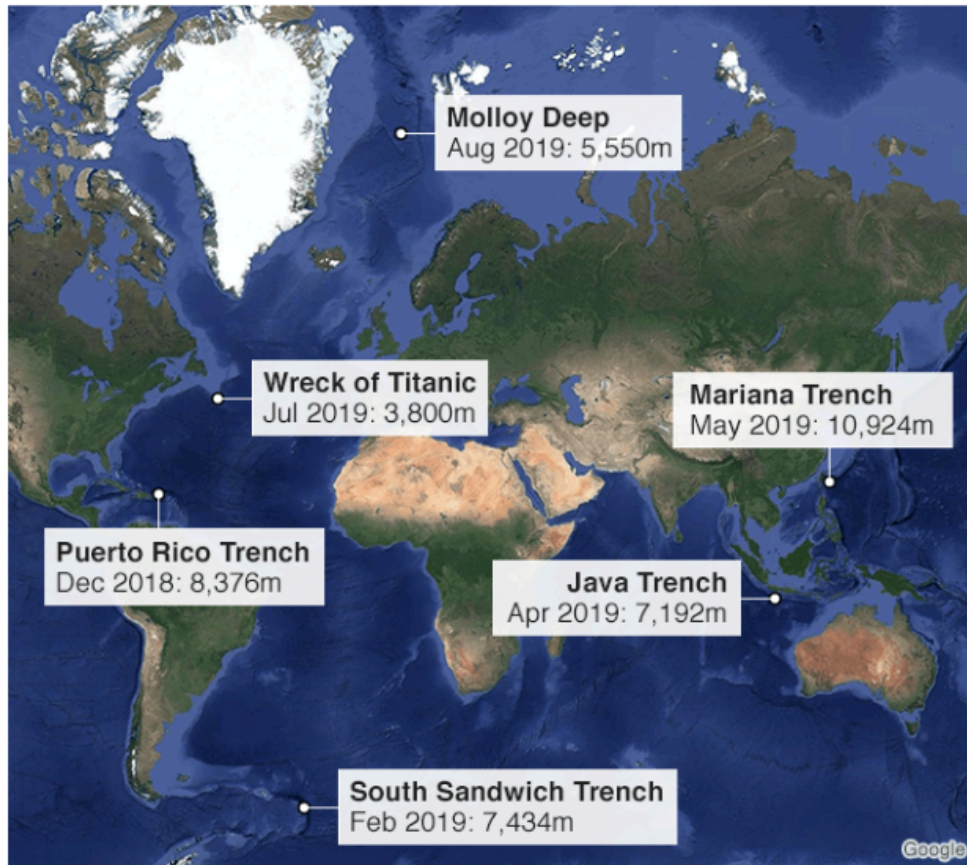 Molloy Deep
Aug 2019: 5,550m
Wreck of Titanic
Jul 2019: 3,800m
Mariana Trench
May 2019: 10,924m
Puerto Rico Trench
Dec 2018: 8,376m
Java Trench
Apr 2019: 7,192m
South Sandwich Trench
Feb 2019: 7,434m
Google